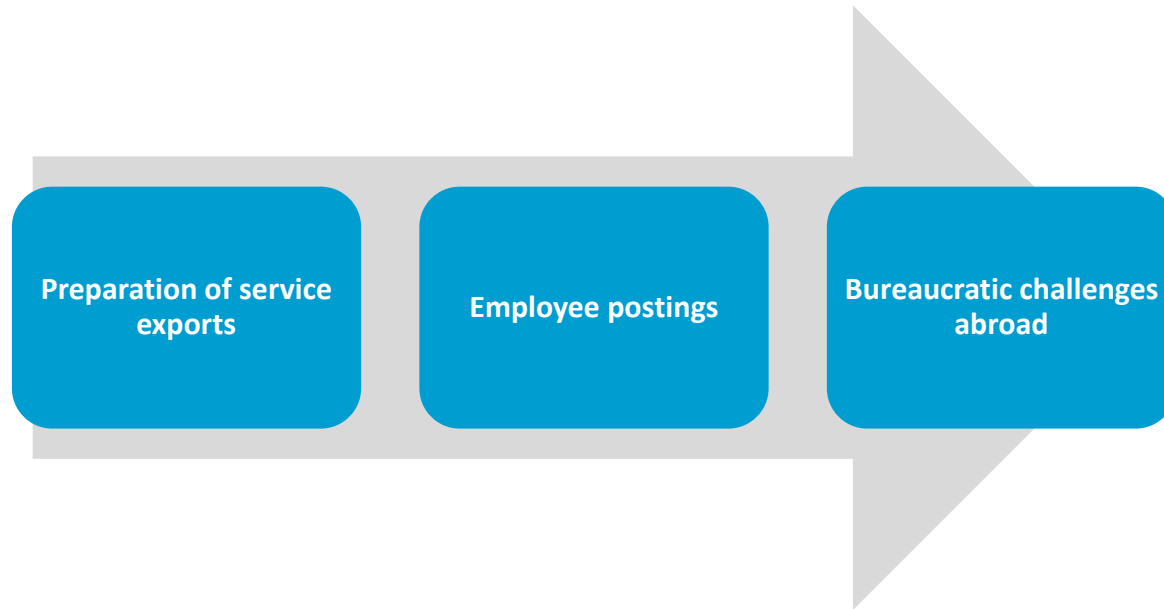 Preparation of service
exports
Employee postings
Bureaucratic challenges
abroad